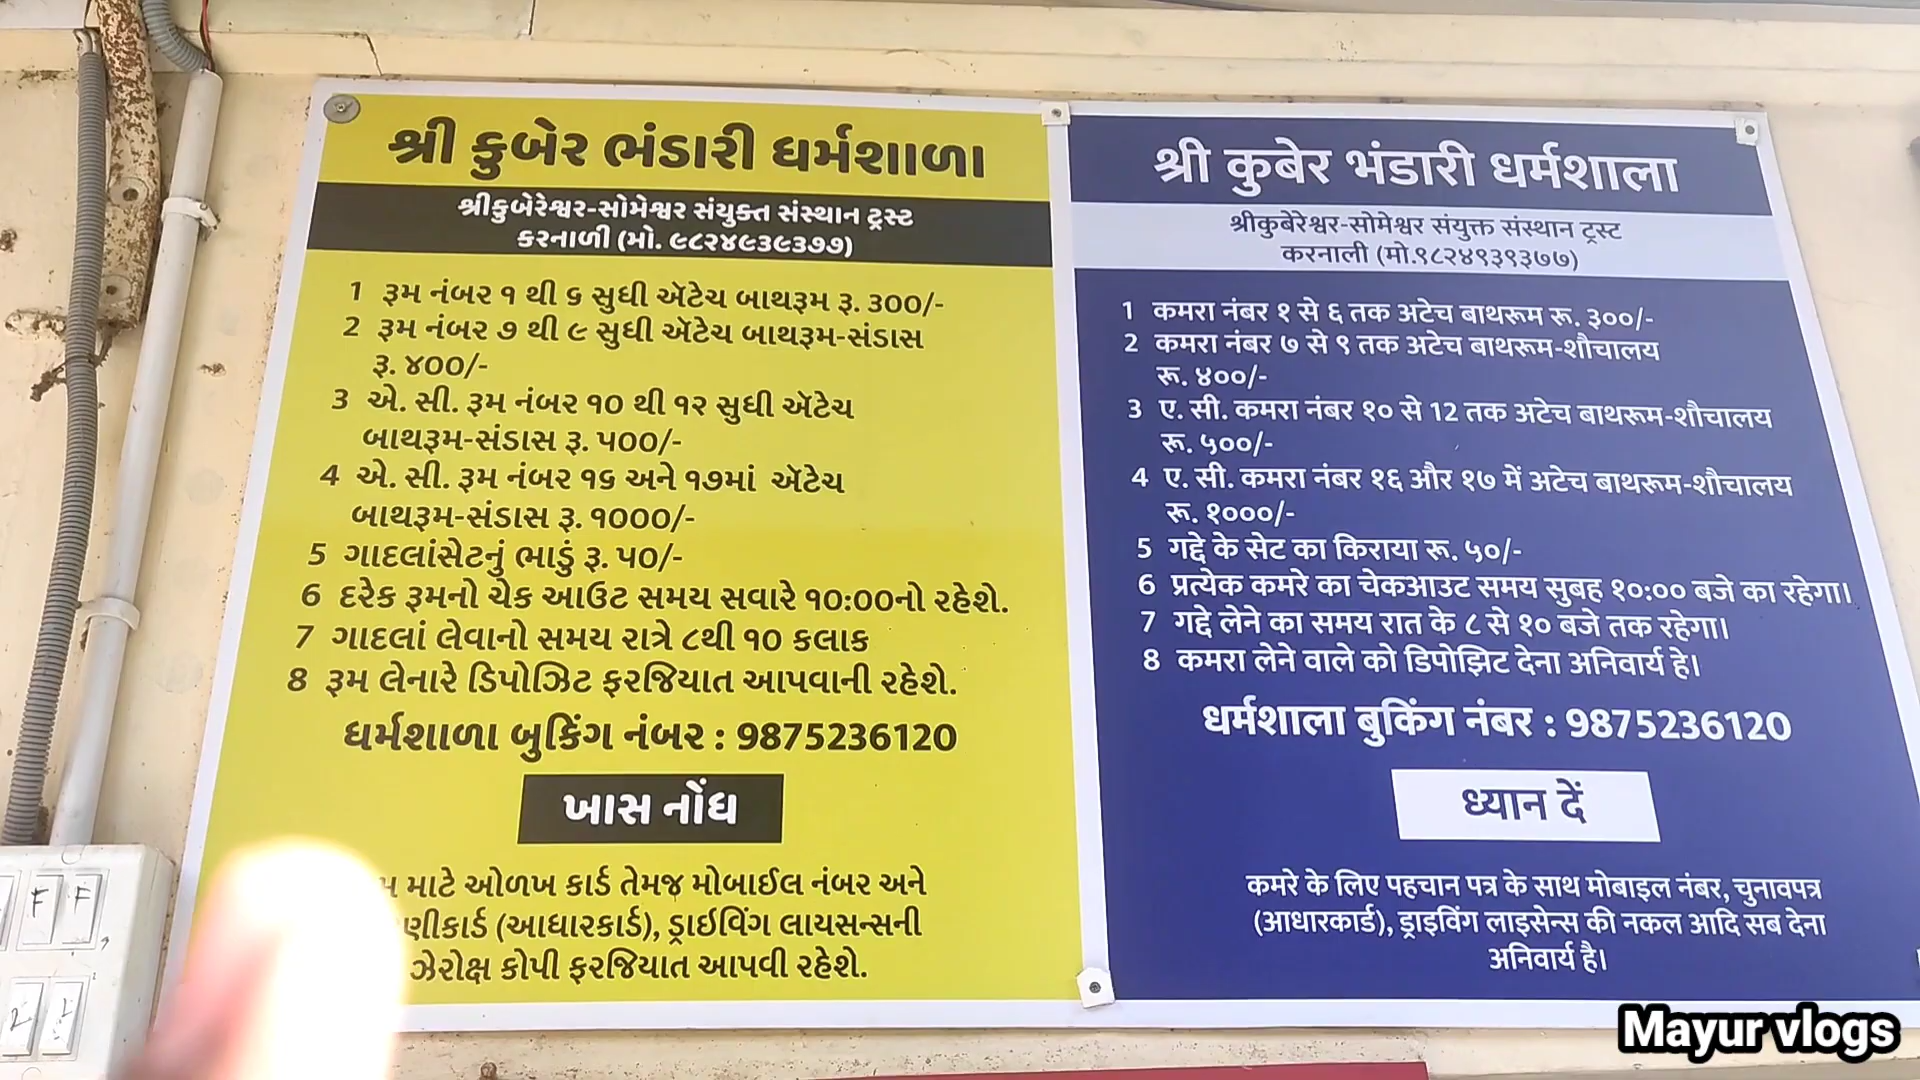 શ્રી કુબેર ભંડારી ધર્મશાળા
શ્રીકુબેરેશ્વર-સોમેશ્વર સંયુક્ત સંસ્થાન ટ્રસ્ટ
કરનાળી (મો. ૯૮૨૪૯૩૯૩૭૭)
1 રૂમ નંબર ૧ થી ૬ સુધી ઍટેચ બાથરૂમ રૂ. 300/-
2 રૂમ નંબર ૭ થી ૯ સુધી ઍટેચ બાથરૂમ-સંડાસ
રૂ. ૪૦૦/-
3 એ. સી. રૂમ નંબર ૧૦ થી ૧૨ સુધી ઍટેચ
બાથરૂમ-સંડાસ રૂ. ૫૦૦/-
4 એ. સી. રૂમ નંબર ૧૬ અને ૧૭માં ઍટેચ
બાથરૂમ-સંડાસ રૂ. ૧૦૦૦/-
5 ગાદલાંસેટનું ભાડું રૂ. ૫૦/-
6 દરેક રૂમનો ચેક આઉટ સમય સવારે ૧૦:૦૦નો રહેશે.
7 ગાદલાં લેવાનો સમય રાત્રે ૮થી ૧૦ કલાક
8 રૂમ લેનારે ડિપોઝિટ ફરજિયાત આપવાની રહેશે.
ધર્મશાળા બુકિંગ નંબર : 9875236120
ખાસ નોંધ
માટે ઓળખ કાર્ડ તેમજ મોબાઈલ નંબર અને
(આધારકાર્ડ), ડ્રાઇવિંગ લાયસન્સની
ઝેરોક્ષ કોપી ફરજિયાત આપવી રહેશે.
श्री कुबेर भंडारी धर्मशाला
श्रीकुबेरेश्वर-सोमेश्वर संयुक्त संस्थान ट्रस्ट
करनाली (मो.९८२४९३९३७७)
1 कमरा नंबर १ से ६ तक अटेच बाथरूम रू. ३००/-
2 कमरा नंबर ७ से ९ तक अटेच बाथरूम-शौचालय
रू. ४००/-
3 ए. सी. कमरा नंबर १० से 12 तक अटेच बाथरूम-शौचालय
रू. ५००/-
4 ए. सी. कमरा नंबर १६ और १७ में अटेच बाथरूम-शौचालय
रू. १०००/-
5 गद्दे के सेट का किराया रू. ५०/-
6 प्रत्येक कमरे का चेकआउट समय सुबह १०:०० बजे का रहेगा।
7 गद्दे लेने का समय रात के ८ से १० बजे तक रहेगा।
8 कमरा लेने वाले को डिपोझिट देना अनिवार्य हे।
धर्मशाला बुकिंग नंबर : 9875236120
ध्यान दें
कमरे के लिए पहचान पत्र के साथ मोबाइल नंबर, चुनावपत्र
(आधारकार्ड), ड्राइविंग लाइसेन्स की नकल आदि सब देना
अनिवार्य है।
Mayur vlogs